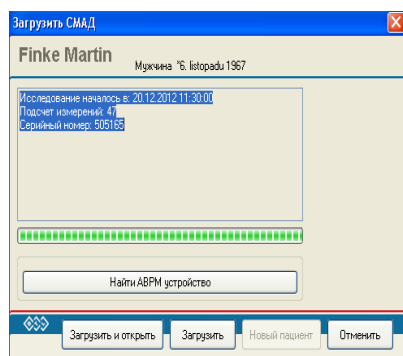 Загрузить СМАД
Finke Martin
Мужчина *6. listopadu 1967
Исследование началось в: 20.12.2012 11:30:00
Подсчет измерений: 47
Серийный номер: 505165
Найти ABPM устройство
Загрузить и открыть
Загрузить
Новый пациент
Отменить